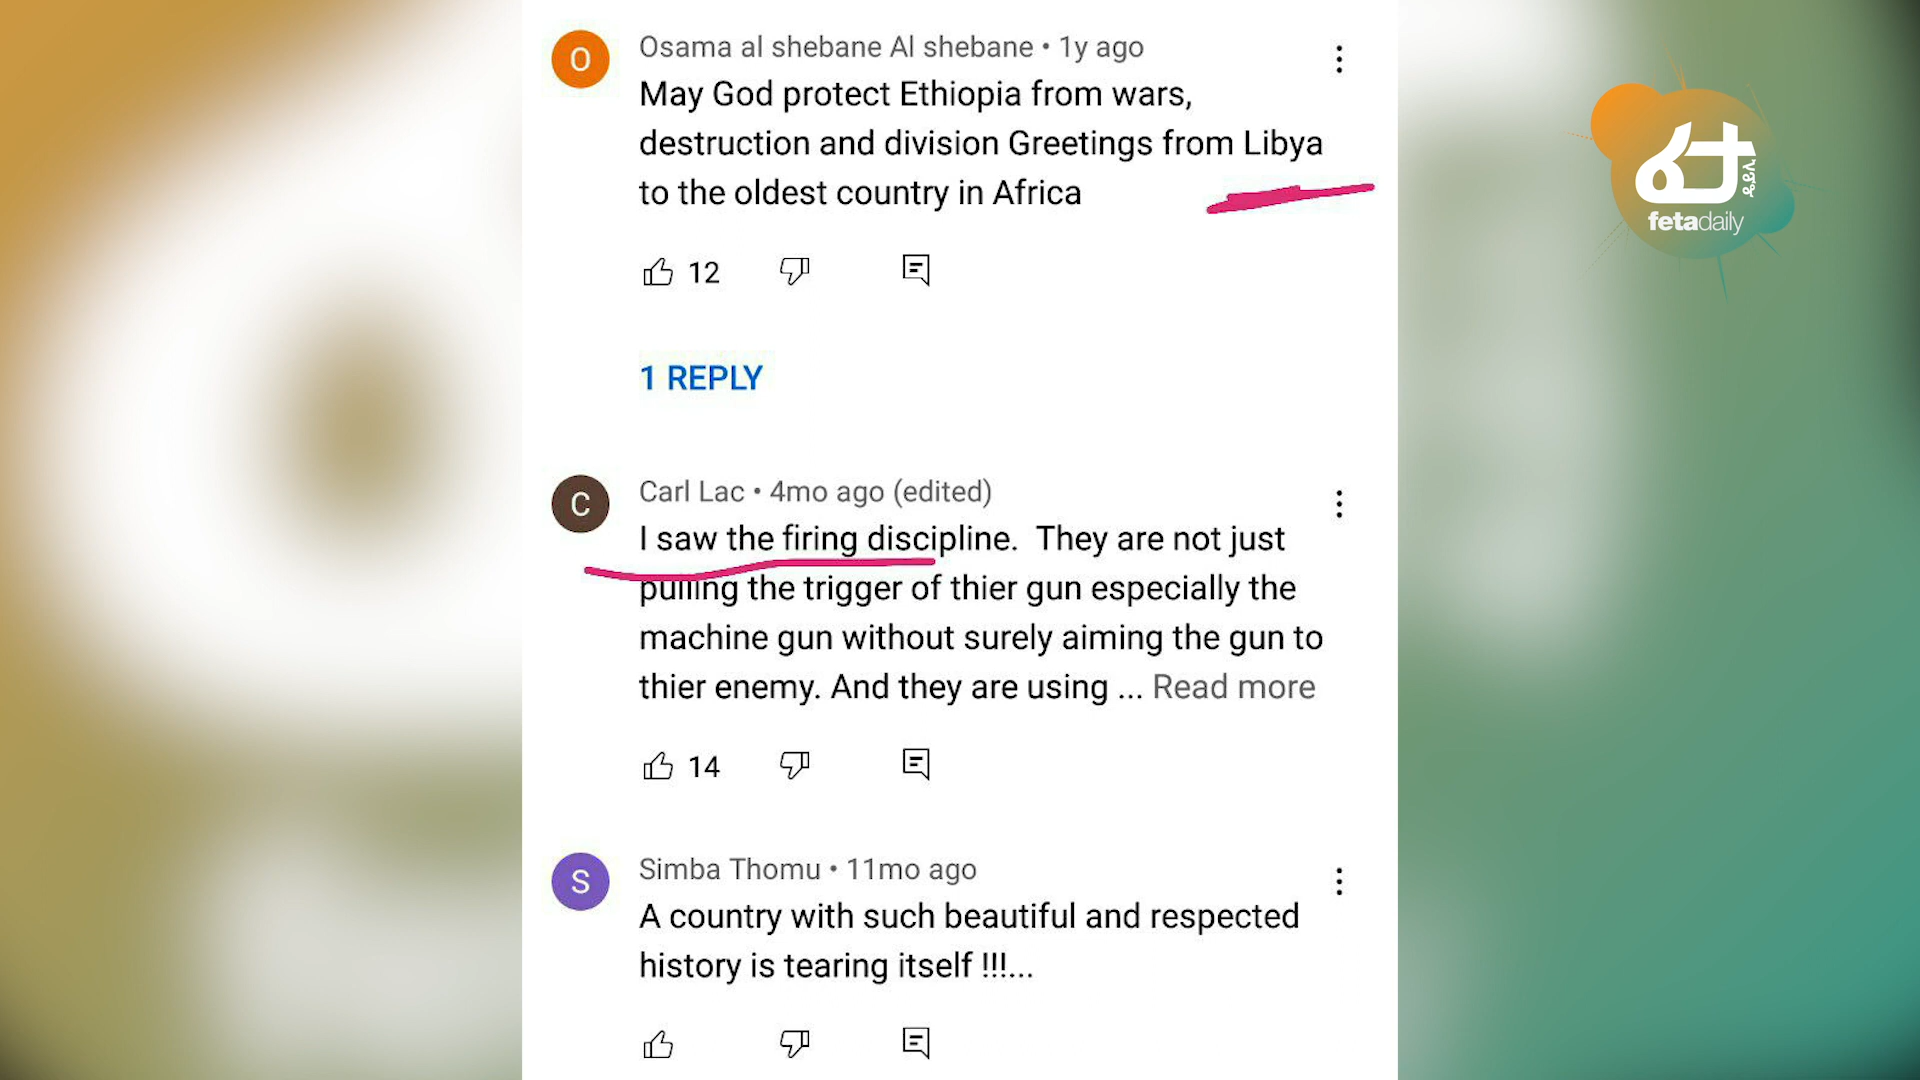 O
Osama al shebane Al shebane • 1y ago
May God protect Ethiopia from wars,
destruction and division Greetings from Libya
to the oldest country in Africa
12
1 REPLY
C
Carl Lac • 4mo ago (edited)
I saw the firing discipline.  They are not just
pulling the trigger of thier gun especially the
machine gun without surely aiming the gun to
thier enemy. And they are using ... Read more
14
S
Simba Thomu • 11mo ago
A country with such beautiful and respected
history is tearing itself !!!...
ፈታ
ደይሊ
fetadaily